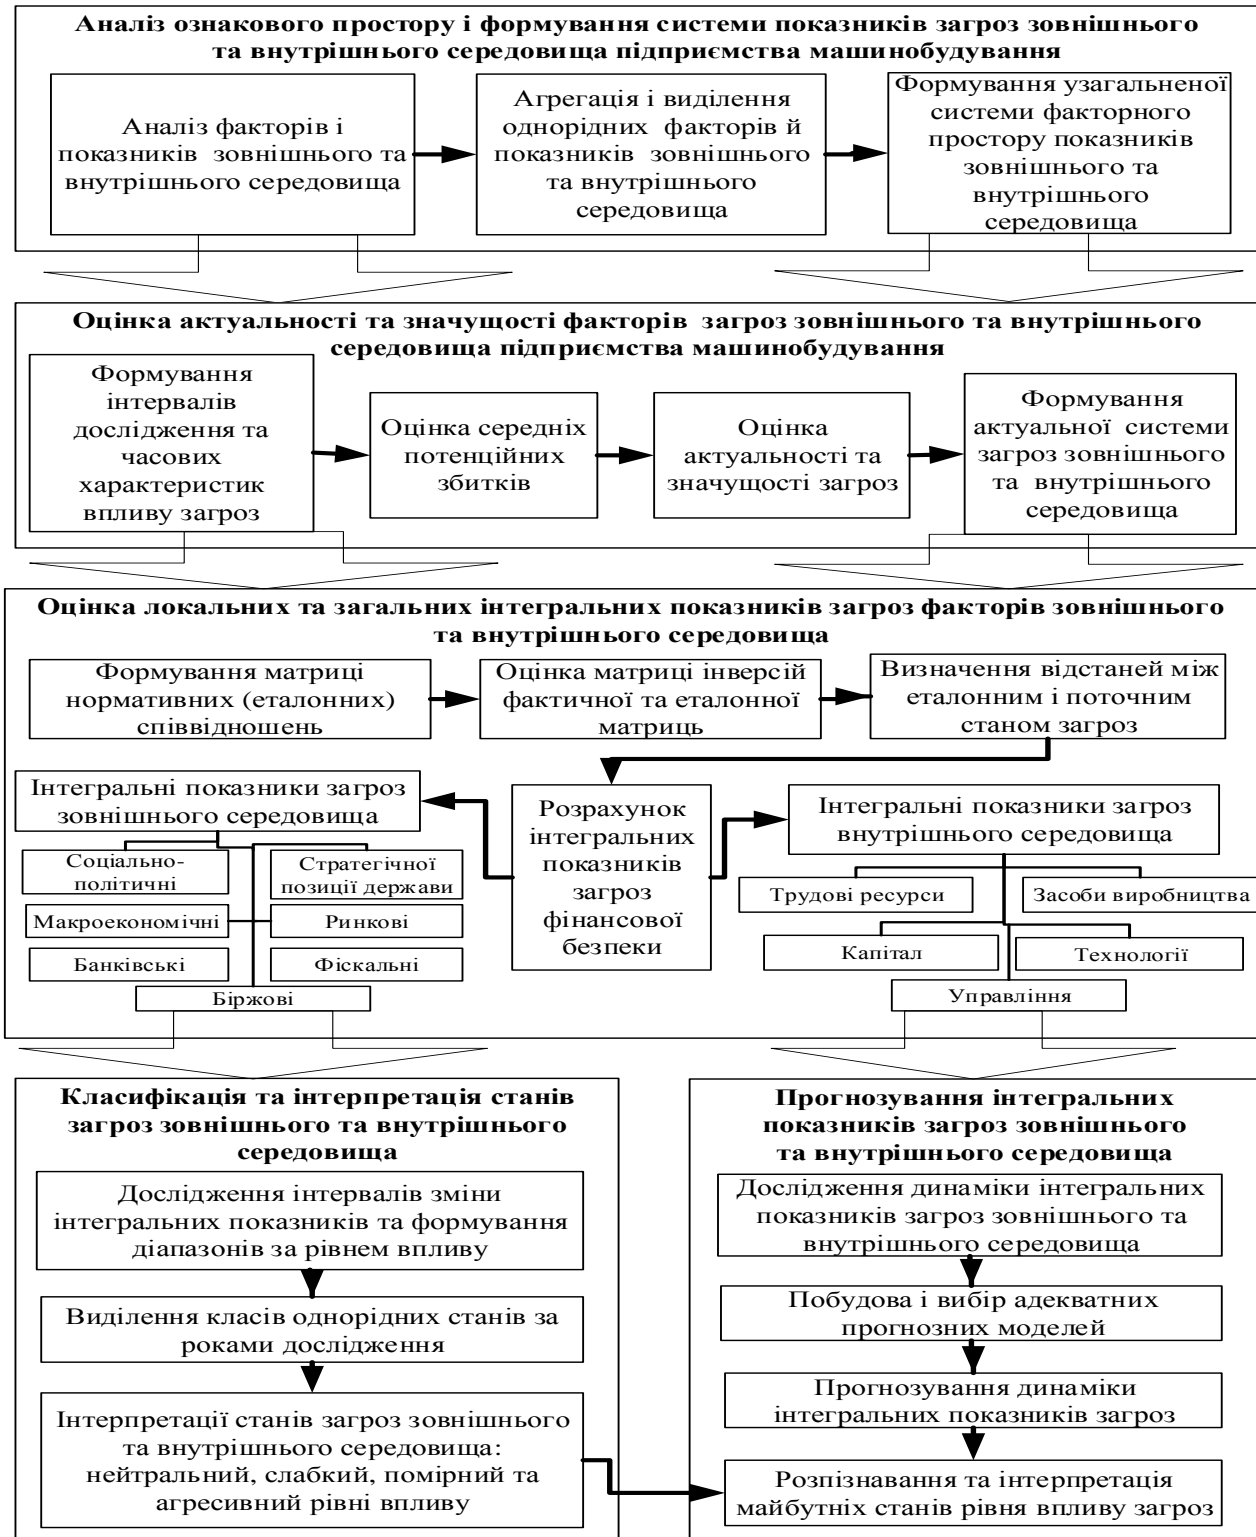 Аналіз ознакового простору і формування системи показників загроз зовнішнього
та внутрішнього середовища підприємства машинобудування
Аналіз факторів і
показників зовнішнього та
внутрішнього середовища
Агрегація і виділення
однорідних факторів й
показників зовнішнього
та внутрішнього
середовища
Формування узагальненої
системи факторного
простору показників
зовнішнього та
внутрішнього
середовища
Оцінка актуальності та значущості факторів загроз зовнішнього та внутрішнього
середовища підприємства машинобудування
Формування
інтервалів
дослідження та
часових
характеристик
впливу загроз
Оцінка середніх
потенційних
збитків
Оцінка
актуальності та
значущості загроз
Формування
актуальної системи
загроз зовнішнього
та внутрішнього
середовища
Оцінка локальних та загальних інтегральних показників загроз факторів зовнішнього
та внутрішнього середовища
Формування матриці
нормативних (еталонних)
співвідношень
Оцінка матриці інверсій
фактичної та еталонної
матриць
Визначення відстаней між
еталонним і поточним
станом загроз
Інтегральні показники загроз
зовнішнього середовища
Соціально-
політичні
Стратегічної
позиції держави
Макроекономічні
Ринкові
Банківські
Фіскальні
Біржові
Розрахунок
інтегральних
показників
загроз
фінансової
безпеки
Інтегральні показники загроз
внутрішнього середовища
Трудові ресурси
Засоби виробництва
Капітал
Технології
Управління
Класифікація та інтерпретація станів
загроз зовнішнього та внутрішнього
середовища
Дослідження інтервалів зміни
інтегральних показників та формування
діапазонів за рівнем впливу
Виділення класів однорідних станів за
роками дослідження
Інтерпретації станів загроз зовнішнього
та внутрішнього середовища:
нейтральний, слабкий, помірний та
агресивний рівні впливу
Прогнозування інтегральних
показників загроз зовнішнього
та внутрішнього середовища
Дослідження динаміки інтегральних
показників загроз зовнішнього та
внутрішнього середовища
Побудова і вибір адекватних
прогнозних моделей
Прогнозування динаміки
інтегральних показників загроз
Розпізнавання та інтерпретація
майбутніх станів рівня впливу загроз